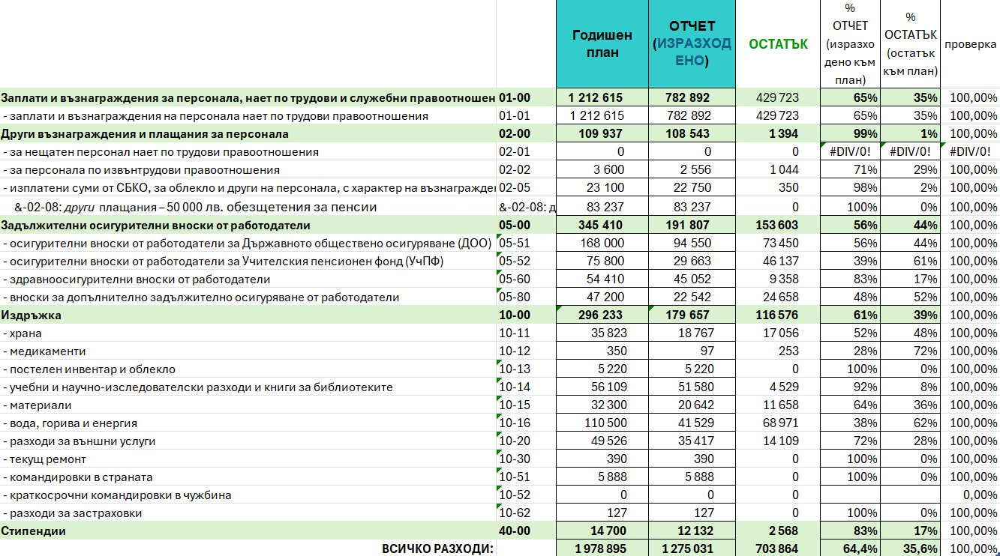 Годишен план ОТЧЕТ (ИЗРАЗХОДЕНО) ОСТАТЪК % ОТЧЕТ (изразходено към план) % ОСТАТЪК (остатък към план) проверка
Заплати и възнаграждения за персонала, нает по трудови и служебни правоотношен 01-00 1 212 615 782 892 429 723 65% 35% 100,00%
- заплати и възнаграждения на персонала нает по трудови правоотношения 01-01 1 212 615 782 892 429 723 65% 35% 100,00%
Други възнаграждения и плащания за персонала 02-00 109 937 108 543 1 394 99% 1% 100,00%
- за нещатен персонал нает по трудови правоотношения 02-01 0 0 0 #DIV/0! #DIV/0! #DIV/0!
- за персонала по извънтрудови правоотношения 02-02 3 600 2 556 1 044 71% 29% 100,00%
- изплатени суми от СБКО, за облекло и други на персонала, с характер на възнагражден 02-05 23 100 22 750 350 98% 2% 100,00%
&-02-08: други плащания – 50 000 лв. обезщетения за пенсии &-02-08: д 83 237 83 237 0 100% 0% 100,00%
Задължителни осигурителни вноски от работодатели 05-00 345 410 191 807 153 603 56% 44% 100,00%
- осигурителни вноски от работодатели за Държавното обществено осигуряване (ДОО) 05-51 168 000 94 550 73 450 56% 44% 100,00%
- осигурителни вноски от работодатели за Учителския пенсионен фонд (УчПФ) 05-52 75 800 29 663 46 137 39% 61% 100,00%
- здравноосигурителни вноски от работодатели 05-60 54 410 45 052 9 358 83% 17% 100,00%
- вноски за допълнително задължително осигуряване от работодатели 05-80 47 200 22 542 24 658 48% 52% 100,00%
Издръжка 10-00 296 233 179 657 116 576 61% 39% 100,00%
- храна 10-11 35 823 18 767 17 056 52% 48% 100,00%
- медикаменти 10-12 350 97 253 28% 72% 100,00%
- постелен инвентар и облекло 10-13 5 220 5 220 0 100% 0% 100,00%
- учебни и научно-изследователски разходи и книги за библиотеките 10-14 56 109 51 580 4 529 92% 8% 100,00%
- материали 10-15 32 300 20 642 11 658 64% 36% 100,00%
- вода, горива и енергия 10-16 110 500 41 529 68 971 38% 62% 100,00%
- разходи за външни услуги 10-20 49 526 35 417 14 109 72% 28% 100,00%
- текущ ремонт 10-30 390 390 0 100% 0% 100,00%
- командировки в страната 10-51 5 888 5 888 0 100% 0% 100,00%
- краткосрочни командировки в чужбина 10-52 0 0 0 0,00%
- разходи за застраховки 10-62 127 127 0 100% 0% 100,00%
Стипендии 40-00 14 700 12 132 2 568 83% 17% 100,00%
ВСИЧКО РАЗХОДИ: 1 978 895 1 275 031 703 864 64,4% 35,6% 100,00%